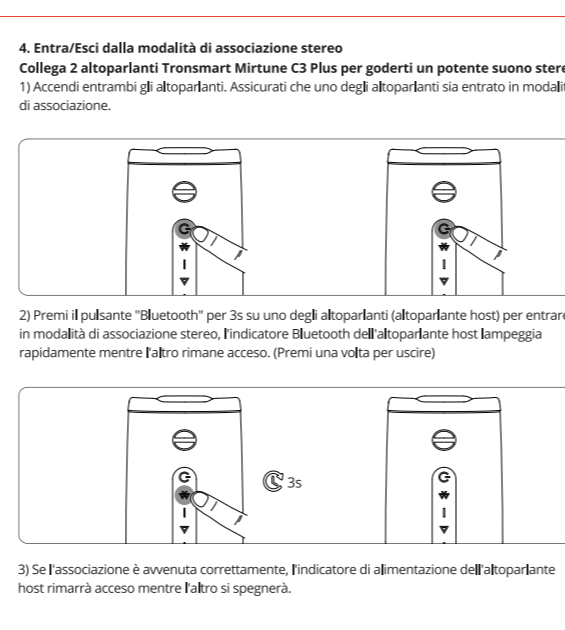 4. Entra/Esci dalla modalità di associazione stereo
Collega 2 altoparlanti Tronsmart Mirtune C3 Plus per goderti un potente suono stere
1) Accendi entrambi gli altoparlanti. Assicurati che uno degli altoparlanti sia entrato in modalit
di associazione.
2) Premi il pulsante "Bluetooth" per 3s su uno degli altoparlanti (altoparlante host) per entrare
in modalità di associazione stereo, l'indicatore Bluetooth dell'altoparlante host lampeggia
rapidamente mentre l'altro rimane acceso. (Premi una volta per uscire)
3s
3) Se l'associazione è avvenuta correttamente, l'indicatore di alimentazione dell'altoparlante
host rimarrà acceso mentre l'altro si spegnerà.